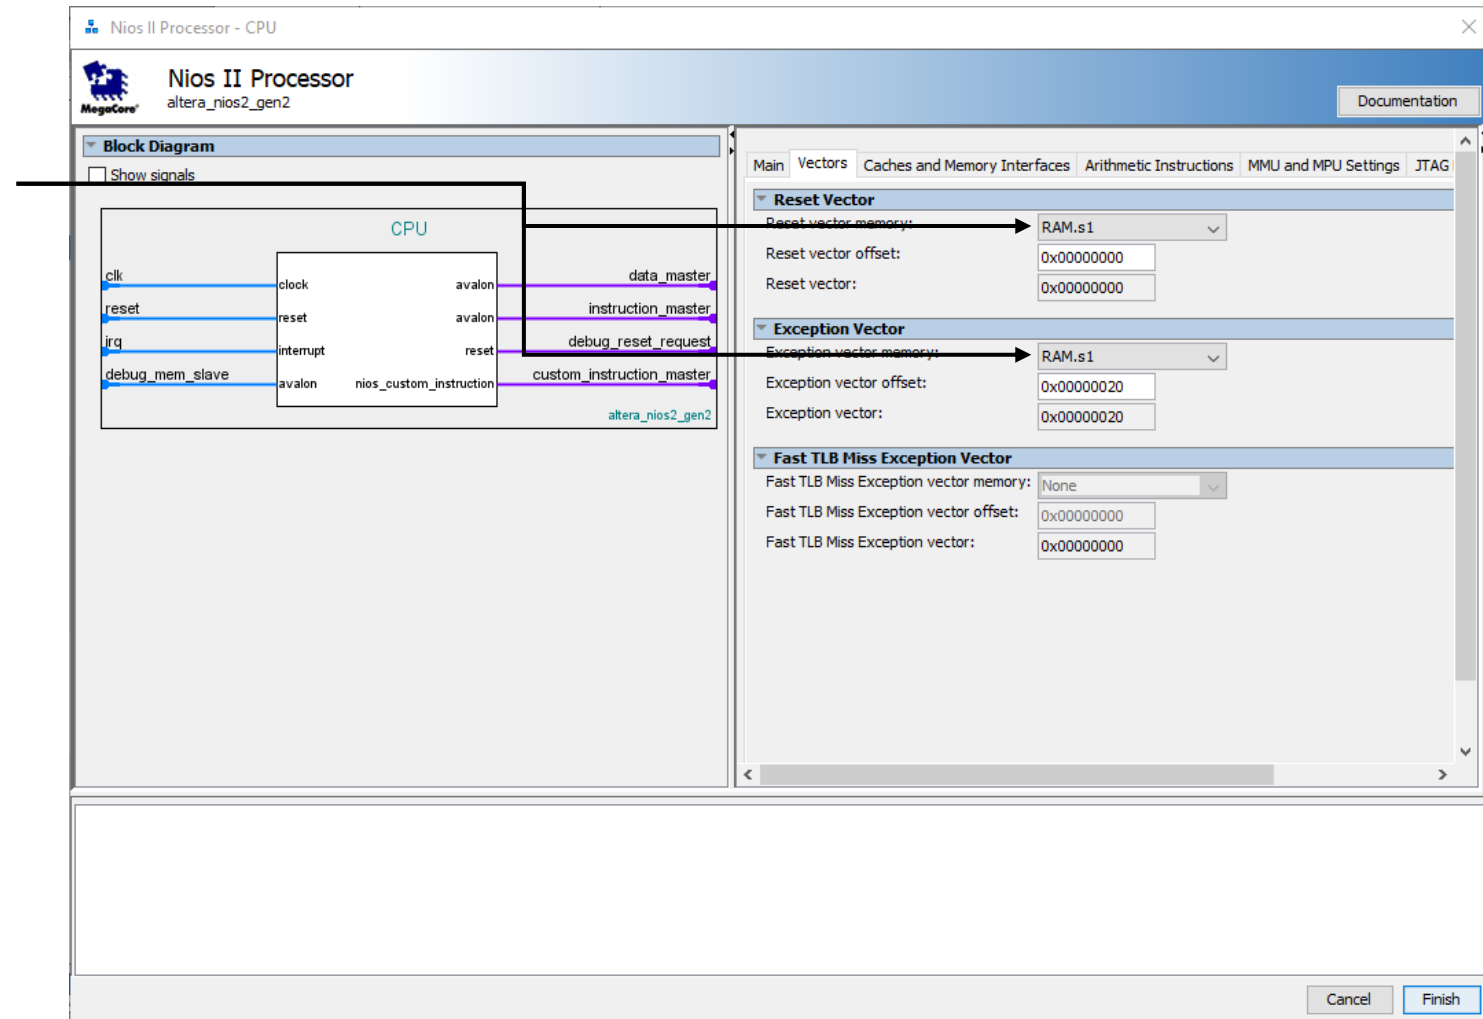 Nios II Processor - CPU
Nios II Processor
altera_nios2_gen2
MegaCore®
Documentation
Block Diagram
Show signals
CPU
clk
clock
avalon
data_master
reset
reset
avalon
instruction_master
irq
interrupt
reset
debug_reset_request
debug_mem_slave
avalon
nios_custom_instruction
custom_instruction_master
altera_nios2_gen2
Main Vectors Caches and Memory Interfaces Arithmetic Instructions MMU and MPU Settings JTAG
Reset Vector
Reset vector memory: RAM.s1
Reset vector offset: 0x00000000
Reset vector: 0x00000000
Exception Vector
Exception vector memory: RAM.s1
Exception vector offset: 0x00000020
Exception vector: 0x00000020
Fast TLB Miss Exception Vector
Fast TLB Miss Exception vector memory: None
Fast TLB Miss Exception vector offset: 0x00000000
Fast TLB Miss Exception vector: 0x00000000
Cancel Finish